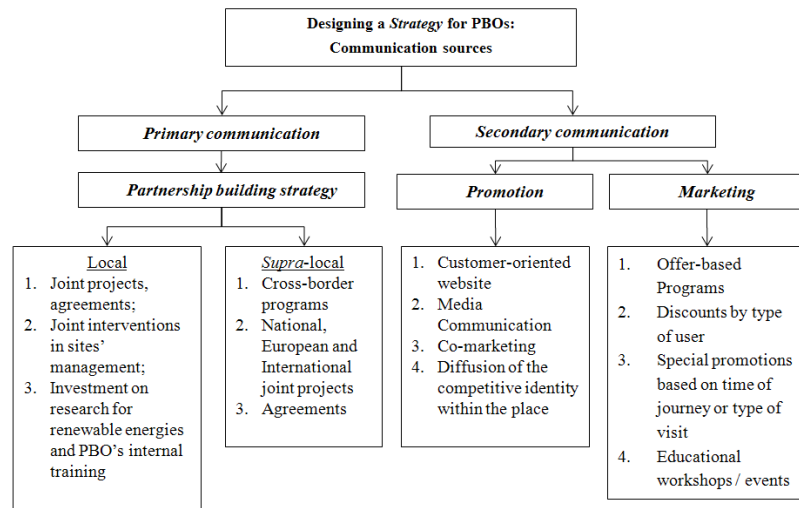 Designing a Strategy for PBOs:
Communication sources
Primary communication
Secondary communication
Partnership building strategy
Promotion
Marketing
Local
1. Joint projects,
agreements;
2. Joint interventions
in sites’
management;
3. Investment on
research for
renewable energies
and PBO’s internal
training
Supra-local
1. Cross-border
programs
2. National,
European and
International
joint projects
3. Agreements
1. Customer-oriented
website
2. Media
Communication
3. Co-marketing
4. Diffusion of the
competitive identity
within the place
1. Offer-based
Programs
2. Discounts by type
of user
3. Special promotions
based on time of
journey or type of
visit
4. Educational
workshops / events